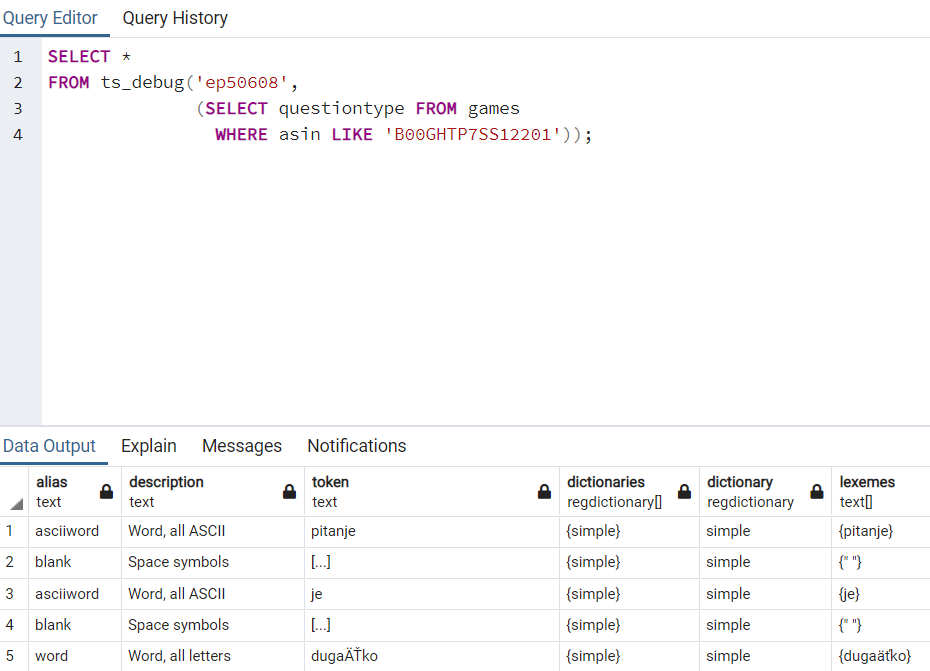 Query Editor Query History
1 SELECT *
2 FROM ts_debug('ep50608',
3 (SELECT questiontype FROM games
4 WHERE asin LIKE 'B00GHTP7SS12201'));
Data Output Explain Messages Notifications
alias description token dictionaries dictionary lexemes
text text text regdictionary[] regdictionary text[]
1 asciiword Word, all ASCII pitanje {simple} simple {pitanje}
2 blank Space symbols [...] {simple} simple {" "}
3 asciiword Word, all ASCII je {simple} simple {je}
4 blank Space symbols [...] {simple} simple {" "}
5 word Word, all letters dugaÄŤko {simple} simple {dugaäťko}